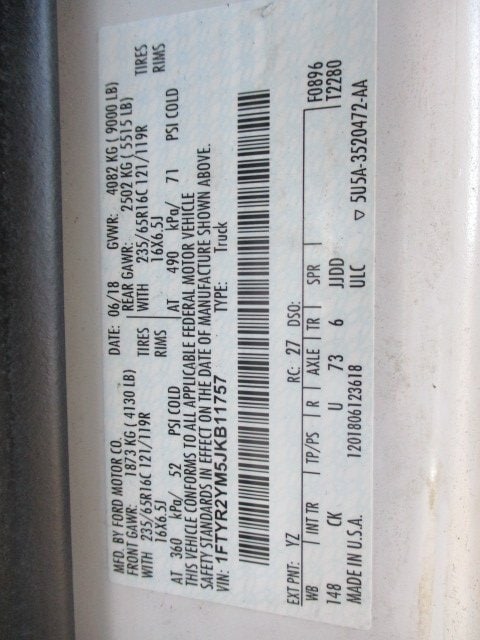 MFD. BY FORD MOTOR CO. DATE: 06/18 GVWR: 4082 KG ( 9000 LB)
FRONT GAWR: 1873 KG ( 4130 LB) REAR GAWR: 2502 KG ( 5515 LB)
WITH 235/65R16C 121/119R TIRES WITH 235/65R16C 121/119R TIRES
16X6.5J RIMS 16X6.5J RIMS
AT 360 kPa/ 52 PSI COLD AT 490 kPa/ 71 PSI COLD
THIS VEHICLE CONFORMS TO ALL APPLICABLE FEDERAL MOTOR VEHICLE
SAFETY STANDARDS IN EFFECT ON THE DATE OF MANUFACTURE SHOWN ABOVE.
VIN: 1FTYR2YM5JKB11757 TYPE: Truck
F0896
T2280
EXT PNT: YZ RC: 27 DSO:
WB INT TR TP/PS R AXLE TR SPR
148 CK U 73 6 JJDD
MADE IN U.S.A. 1201806123618 ULC
▽ 5U5A-3520472-AA